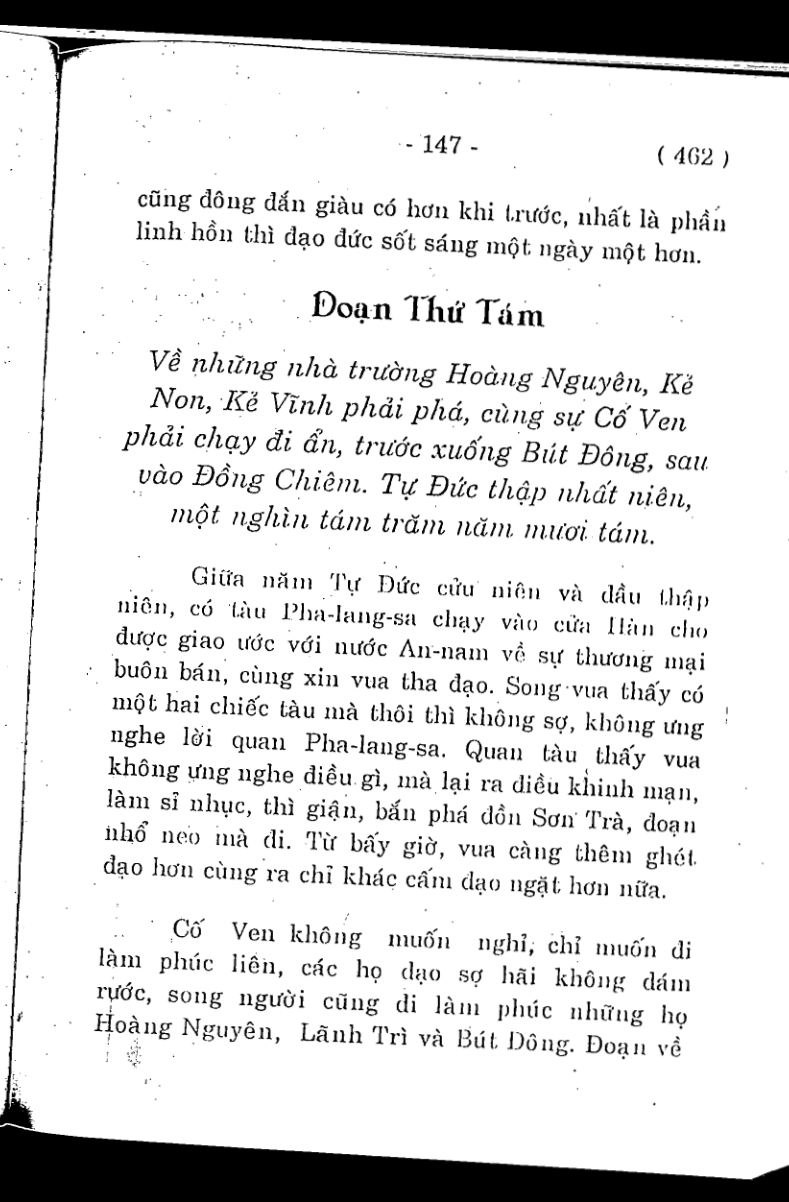 - 147 -
( 462 )
cũng đông đắn giàu có hơn khi trước, nhất là phần
linh hồn thì đạo đức sốt sáng một ngày một hơn.
Đoạn Thứ Tám
Về những nhà trường Hoàng Nguyên, Kẻ
Non, Kẻ Vĩnh phải phá, cùng sự Cố Ven
phải chạy đi ẩn, trước xuống Bút Đông, sau
vào Đồng Chiêm. Tự Đức thập nhất niên,
một nghìn tám trăm năm mươi tám.
Giữa năm Tự Đức cửu niên và đầu thập
niên, có tàu Pha-lang-sa chạy vào cửa Hàn cho
được giao ước với nước An-nam về sự thương mại
buôn bán, cùng xin vua tha đạo. Song vua thấy có
một hai chiếc tàu mà thôi thì không sợ, không ưng
nghe lời quan Pha-lang-sa. Quan tàu thấy vua
không ưng nghe điều gì, mà lại ra điều khinh mạn,
làm sỉ nhục, thì giận, bắn phá đồn Sơn Trà, đoạn
nhổ neo mà đi. Từ bấy giờ, vua càng thêm ghét
đạo hơn cùng ra chỉ khác cấm đạo ngặt hơn nữa.
Cố Ven không muốn nghỉ, chỉ muốn đi
làm phúc liên, các họ đạo sợ hãi không dám
rước, song người cũng đi làm phúc những họ
Hoàng Nguyên, Lãnh Trì và Bút Đông. Đoạn về